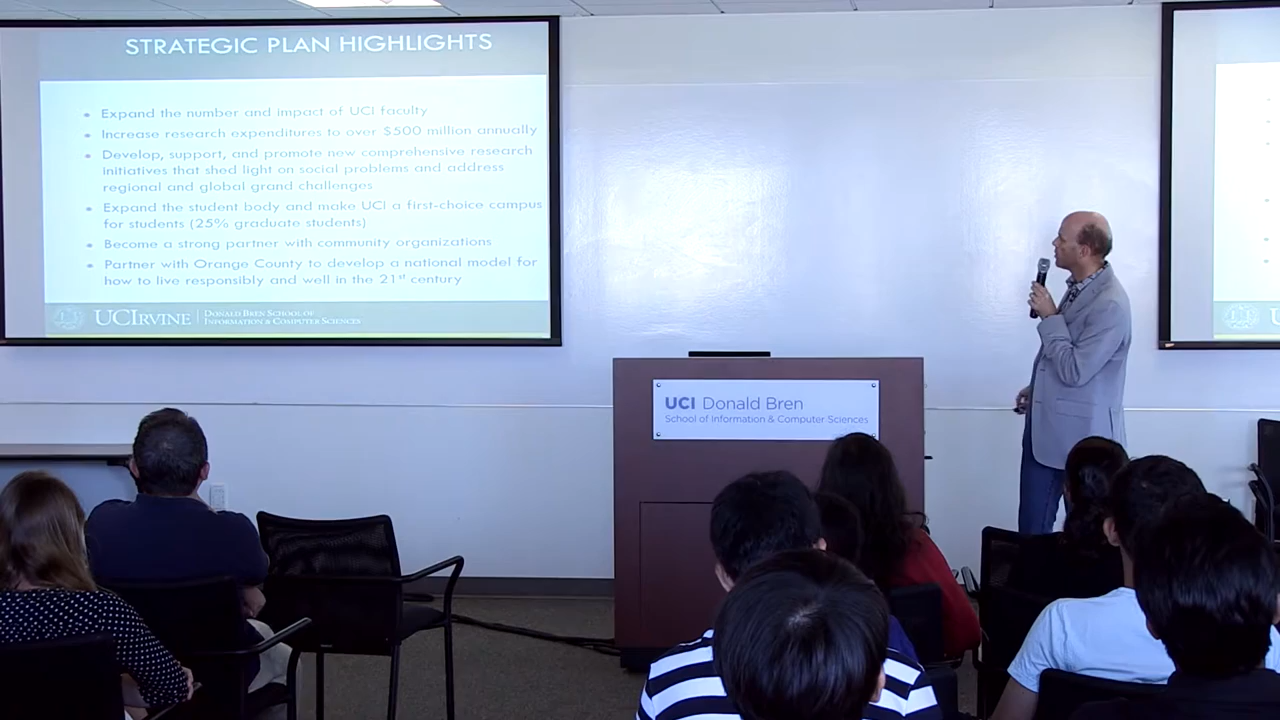 STRATEGIC PLAN HIGHLIGHTS
• Expand the number and impact of UCI faculty
• Increase research expenditures to over $500 million annually
• Develop, support, and promote new comprehensive research
initiatives that shed light on social problems and address
regional and global grand challenges
• Expand the student body and make UCI a first-choice campus
for students (25% graduate students)
• Become a strong partner with community organizations
• Partner with Orange County to develop a national model for
how to live responsibly and well in the 21st century
UCIRVINE | DONALD BREN SCHOOL OF
INFORMATION & COMPUTER SCIENCES
UCI Donald Bren
School of Information & Computer Sciences
U